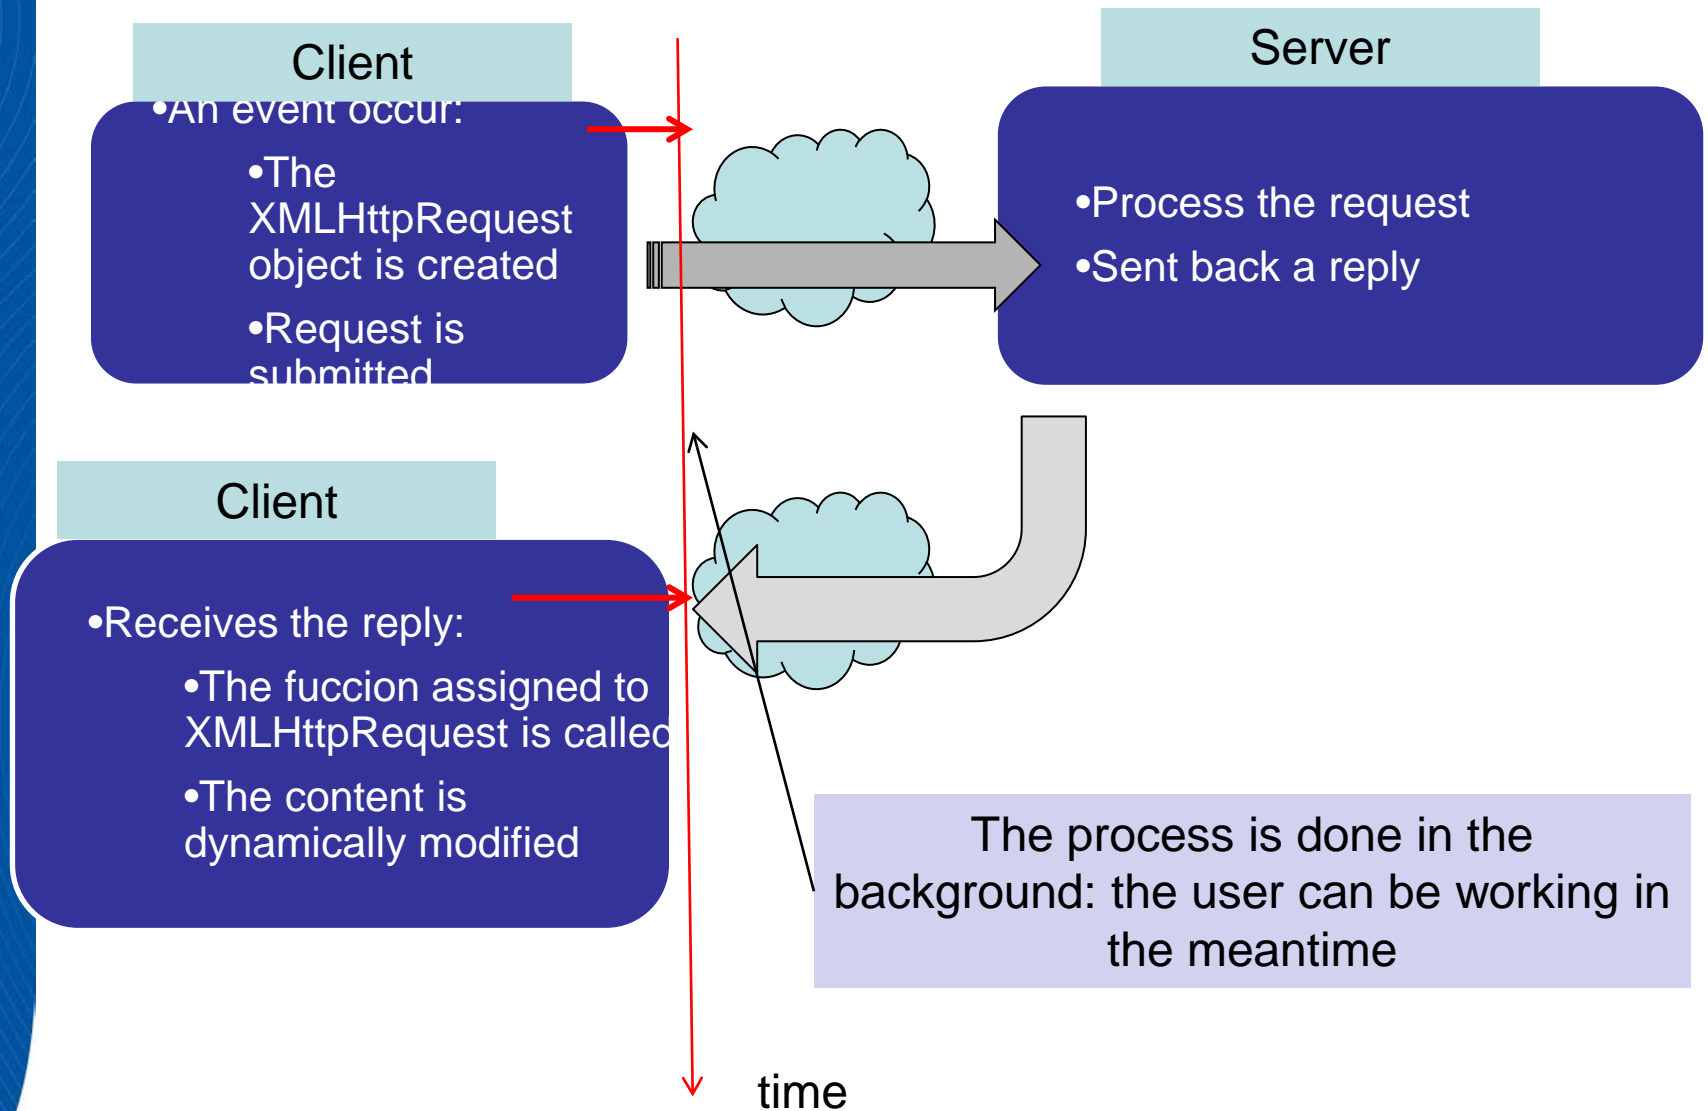 Client
•An event occur:
•The
XMLHttpRequest
object is created
•Request is
submitted
Server
•Process the request
•Sent back a reply
Client
•Receives the reply:
•The fuccion assigned to
XMLHttpRequest is called
•The content is
dynamically modified
The process is done in the
background: the user can be working in
the meantime
time